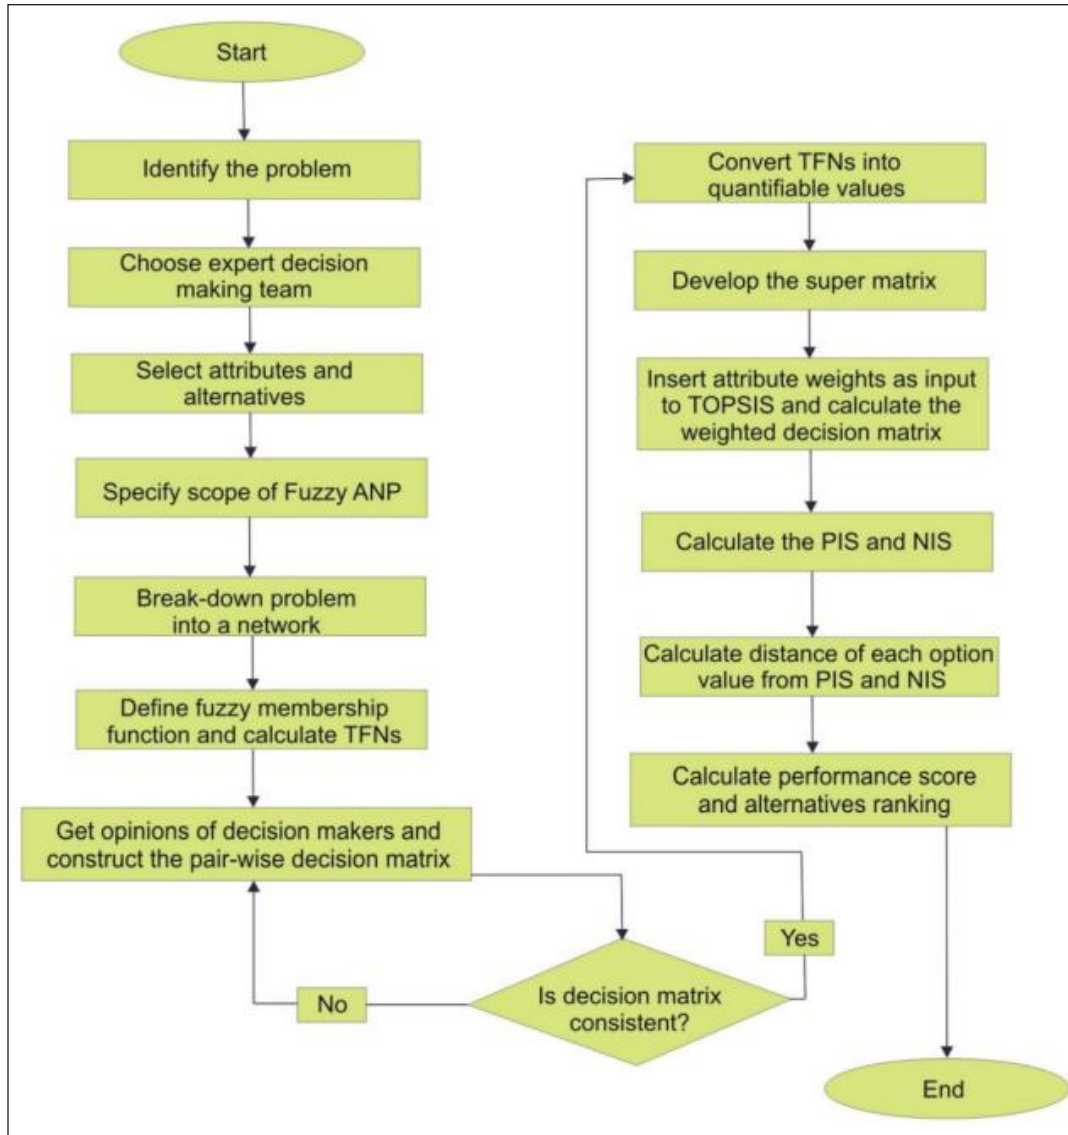 Start
Identify the problem
Choose expert decision
making team
Select attributes and
alternatives
Specify scope of Fuzzy ANP
Break-down problem
into a network
Define fuzzy membership
function and calculate TFNs
Get opinions of decision makers and
construct the pair-wise decision matrix
Is decision matrix
consistent?
No
Yes
Convert TFNs into
quantifiable values
Develop the super matrix
Insert attribute weights as input
to TOPSIS and calculate the
weighted decision matrix
Calculate the PIS and NIS
Calculate distance of each option
value from PIS and NIS
Calculate performance score
and alternatives ranking
End